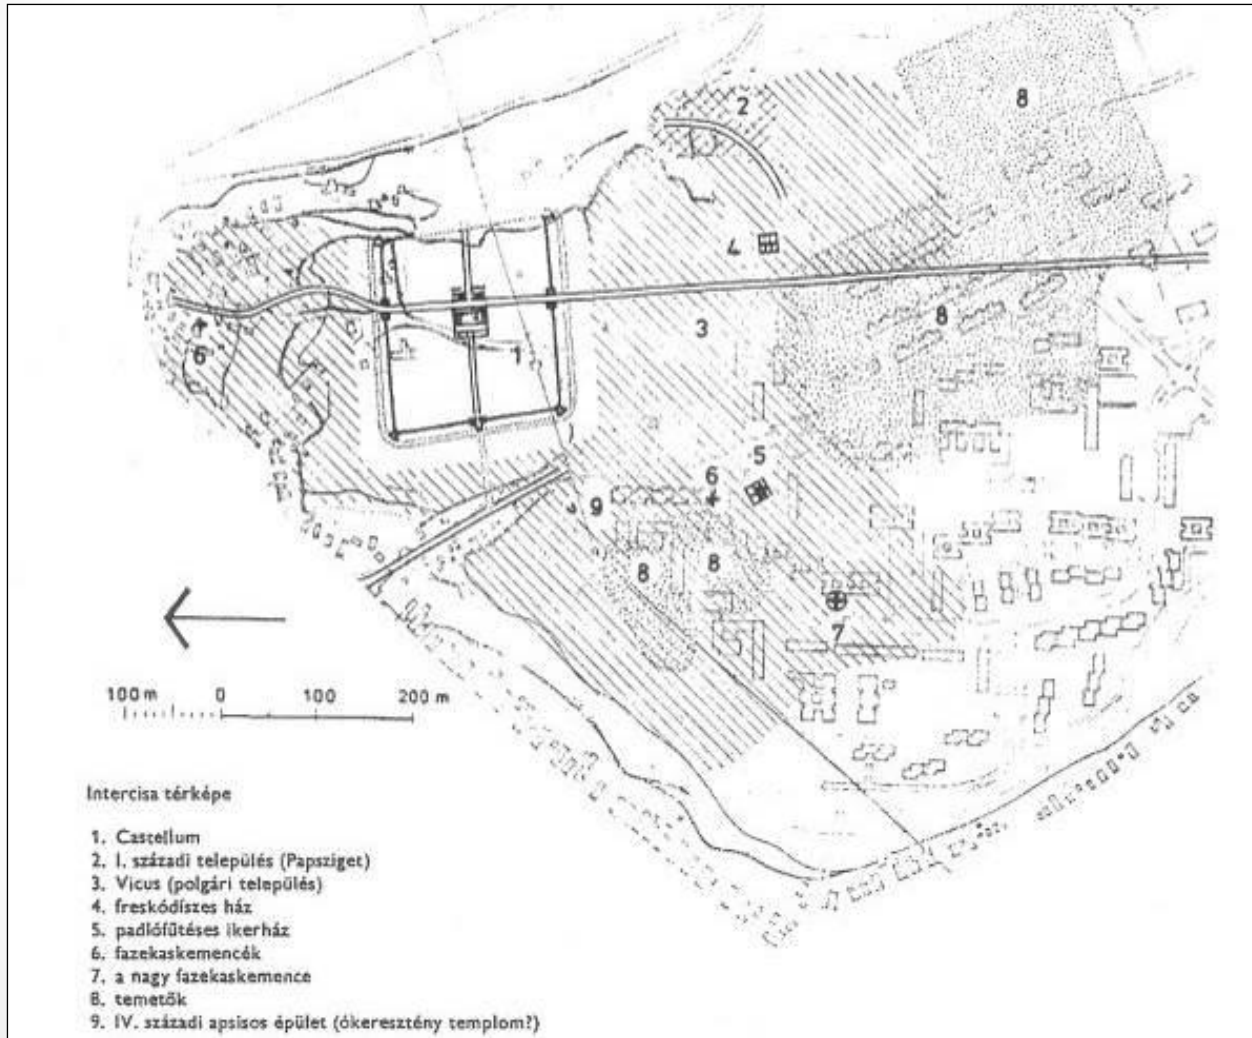 2
8
4
3
8
1
6
5
6
9
8
8
7
100 m 0 100 200 m
Intercisa térképe
1. Castellum
2. I. századi település (Papsziget)
3. Vicus (polgári település)
4. freskódíszes ház
5. padlófűtéses ikerház
6. fazekaskemencék
7. a nagy fazekaskemence
8. temetők
9. IV. századi apsisos épület (ókeresztény templom?)